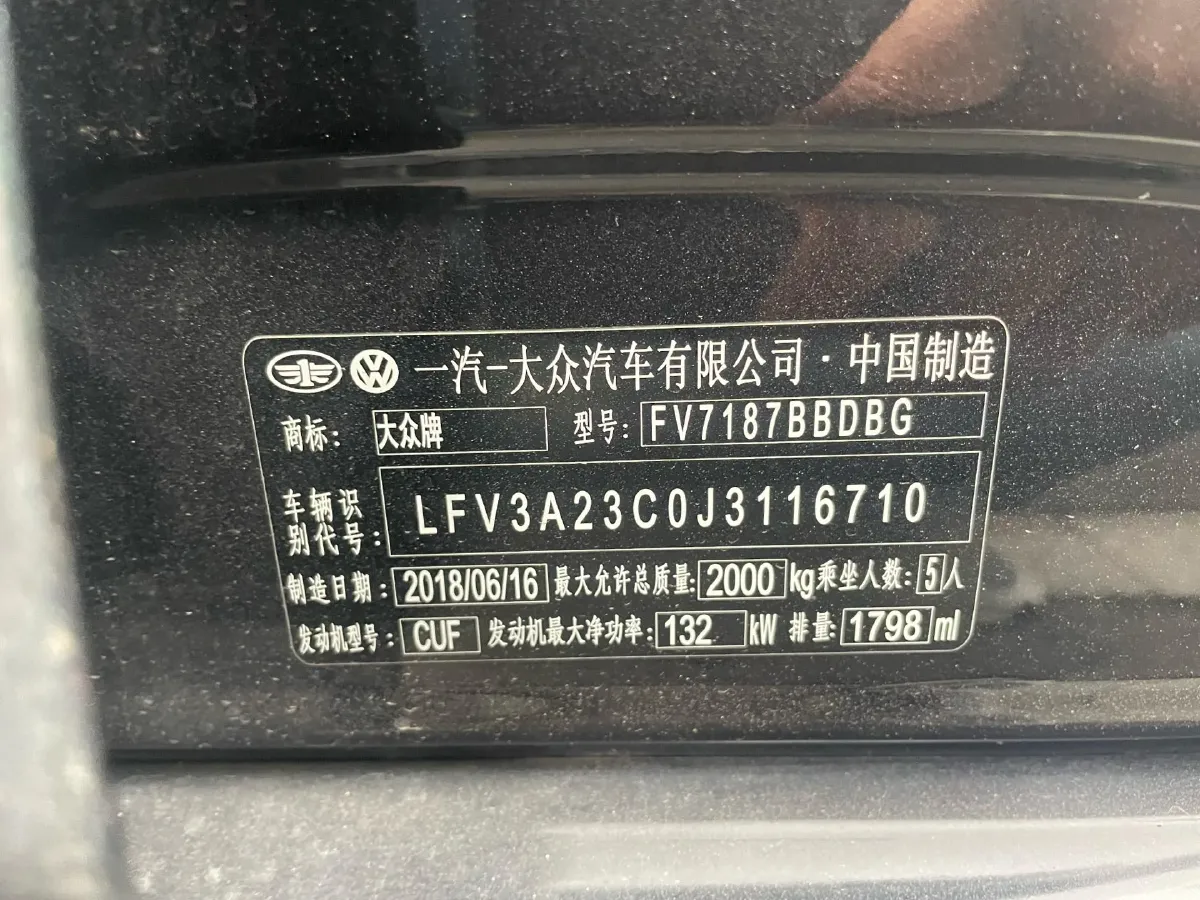 一汽-大众汽车有限公司·中国制造
商标: 大众牌 型号: FV7187BBDBG
车辆识
别代号: LFV3A23C0J3116710
制造日期: 2018/06/16 最大允许总质量: 2000 kg 乘坐人数: 5 人
发动机型号: CUF 发动机最大净功率: 132 kW 排量: 1798 ml